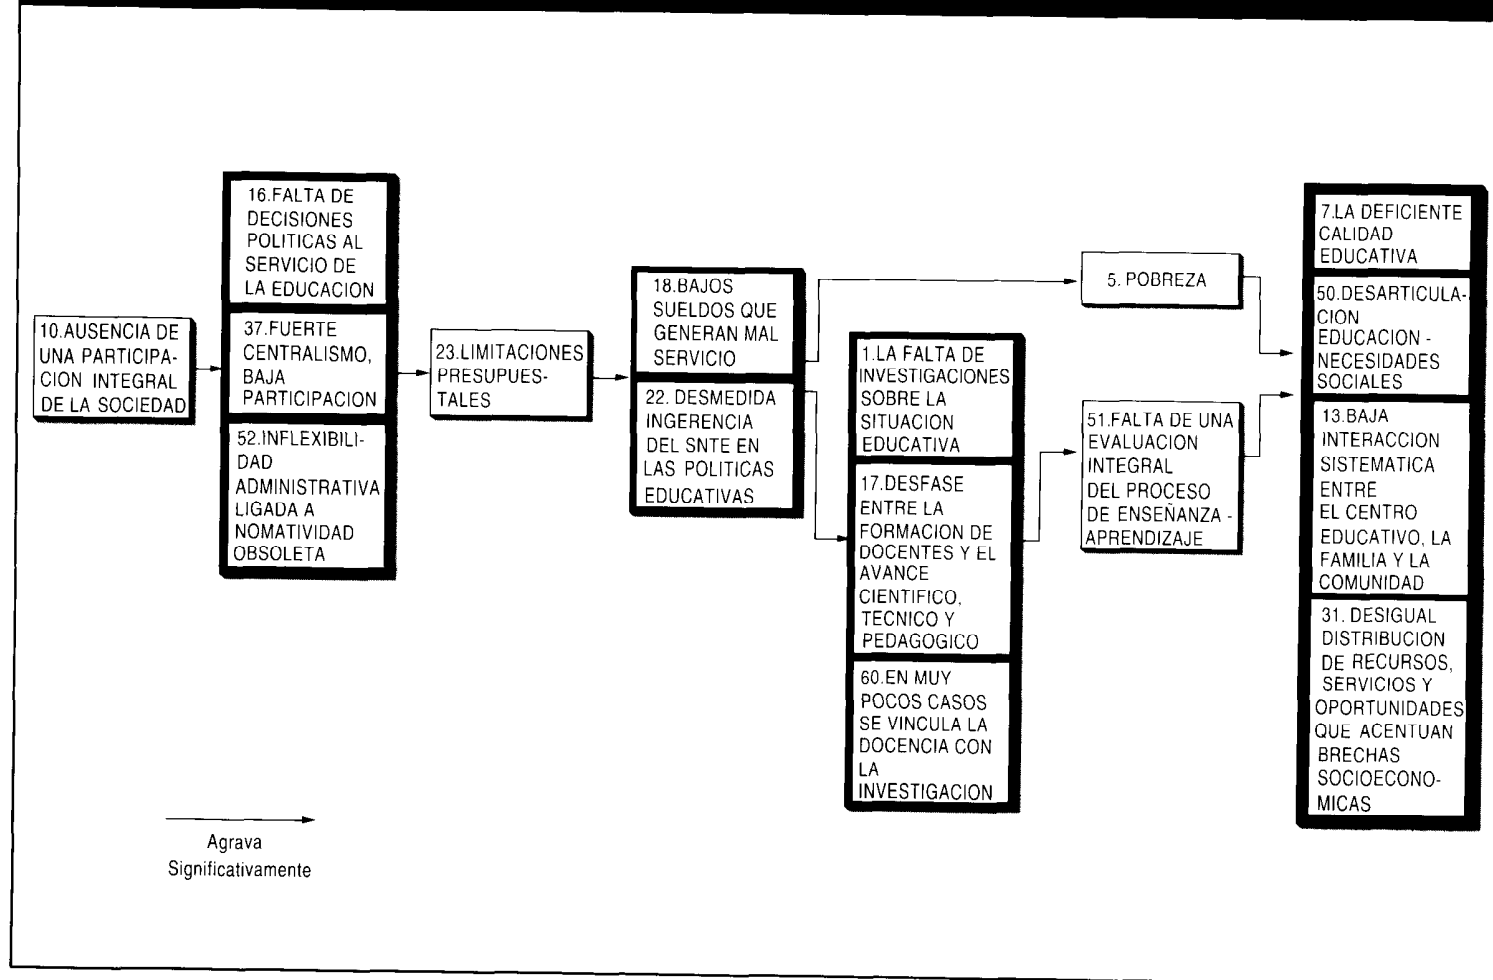 10.AUSENCIA DE
UNA PARTICIPA-
CION INTEGRAL
DE LA SOCIEDAD
16.FALTA DE
DECISIONES
POLITICAS AL
SERVICIO DE
LA EDUCACION
37.FUERTE
CENTRALISMO,
BAJA
PARTICIPACION
52.INFLEXIBILI-
DAD
ADMINISTRATIVA
LIGADA A
NOMATIVIDAD
OBSOLETA
23.LIMITACIONES
PRESUPUES-
TALES
18.BAJOS
SUELDOS QUE
GENERAN MAL
SERVICIO
22. DESMEDIDA
INGERENCIA
DEL SNTE EN
LAS POLITICAS
EDUCATIVAS
1.LA FALTA DE
INVESTIGACIONES
SOBRE LA
SITUACION
EDUCATIVA
17.DESFASE
ENTRE LA
FORMACION DE
DOCENTES Y EL
AVANCE
CIENTIFICO,
TECNICO Y
PEDAGOGICO
60.EN MUY
POCOS CASOS
SE VINCULA LA
DOCENCIA CON
LA
INVESTIGACION
5. POBREZA
51.FALTA DE UNA
EVALUACION
INTEGRAL
DEL PROCESO
DE ENSEÑANZA -
APRENDIZAJE
7.LA DEFICIENTE
CALIDAD
EDUCATIVA
50.DESARTICULA-
CION
EDUCACION -
NECESIDADES
SOCIALES
13.BAJA
INTERACCION
SISTEMATICA
ENTRE
EL CENTRO
EDUCATIVO, LA
FAMILIA Y LA
COMUNIDAD
31. DESIGUAL
DISTRIBUCION
DE RECURSOS,
SERVICIOS Y
OPORTUNIDADES
QUE ACENTUAN
BRECHAS
SOCIOECONO-
MICAS
Agrava
Significativamente